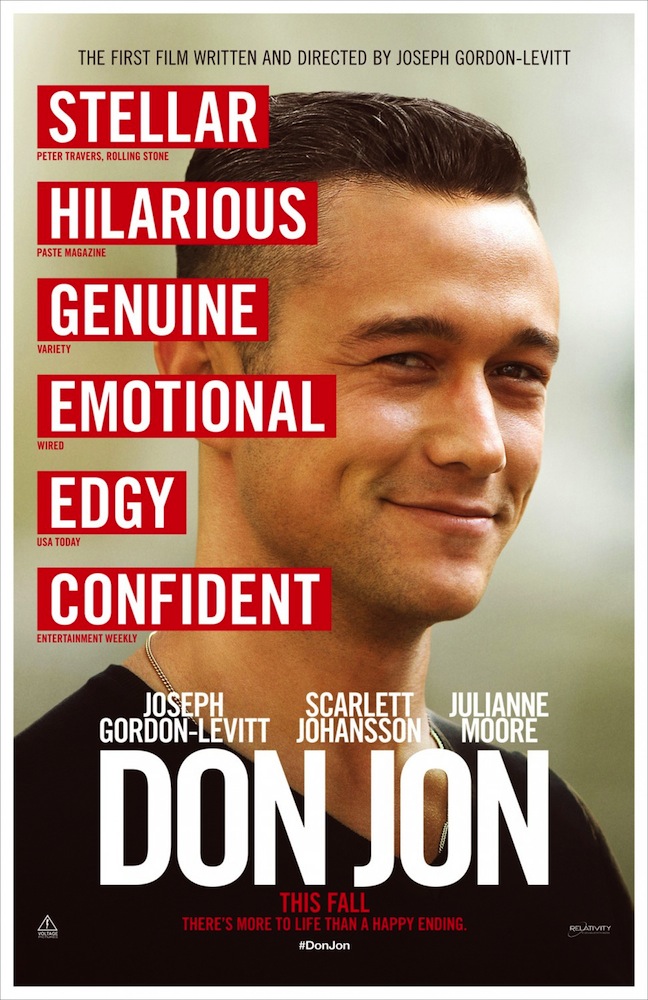 THE FIRST FILM WRITTEN AND DIRECTED BY JOSEPH GORDON-LEVITT
STELLAR
PETER TRAVERS, ROLLING STONE
HILARIOUS
PASTE MAGAZINE
GENUINE
VARIETY
EMOTIONAL
WIRED
EDGY
USA TODAY
CONFIDENT
ENTERTAINMENT WEEKLY
JOSEPH
GORDON-LEVITT
SCARLETT
JOHANSSON
JULIANNE
MOORE
DON JON
THIS FALL
THERE'S MORE TO LIFE THAN A HAPPY ENDING.
#DonJon
VOLTAGE
PICTURES
RELATIVITY